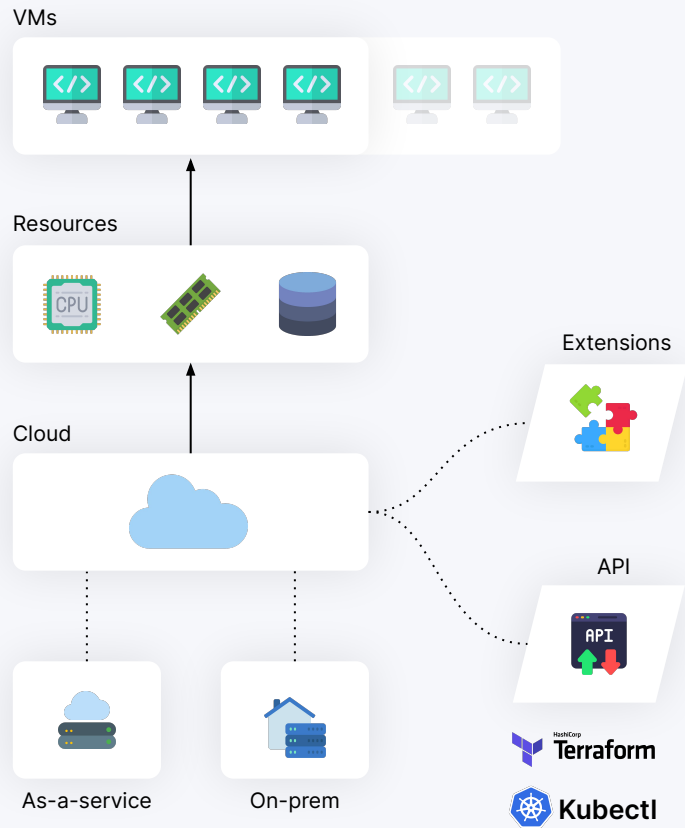 VMs
</>
</>
</>
</>
</>
</>
Resources
CPU
Extensions
Cloud
API
API
HashiCorp
Terraform
As-a-service
On-prem
Kubectl